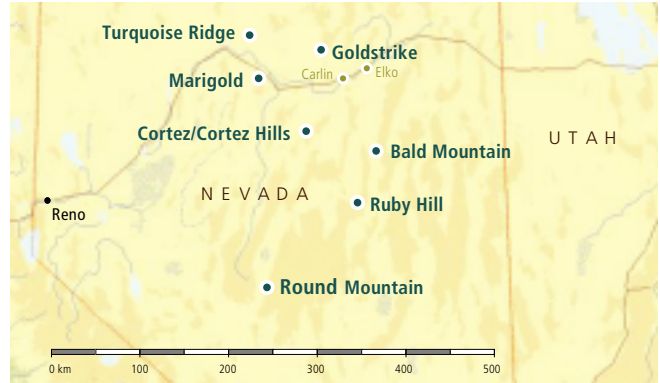 Turquoise Ridge
Goldstrike
Carlin
Elko
Marigold
Cortez/Cortez Hills
UTAH
Bald Mountain
NEVADA
Ruby Hill
Reno
Round Mountain
0 km 100 200 300 400 500